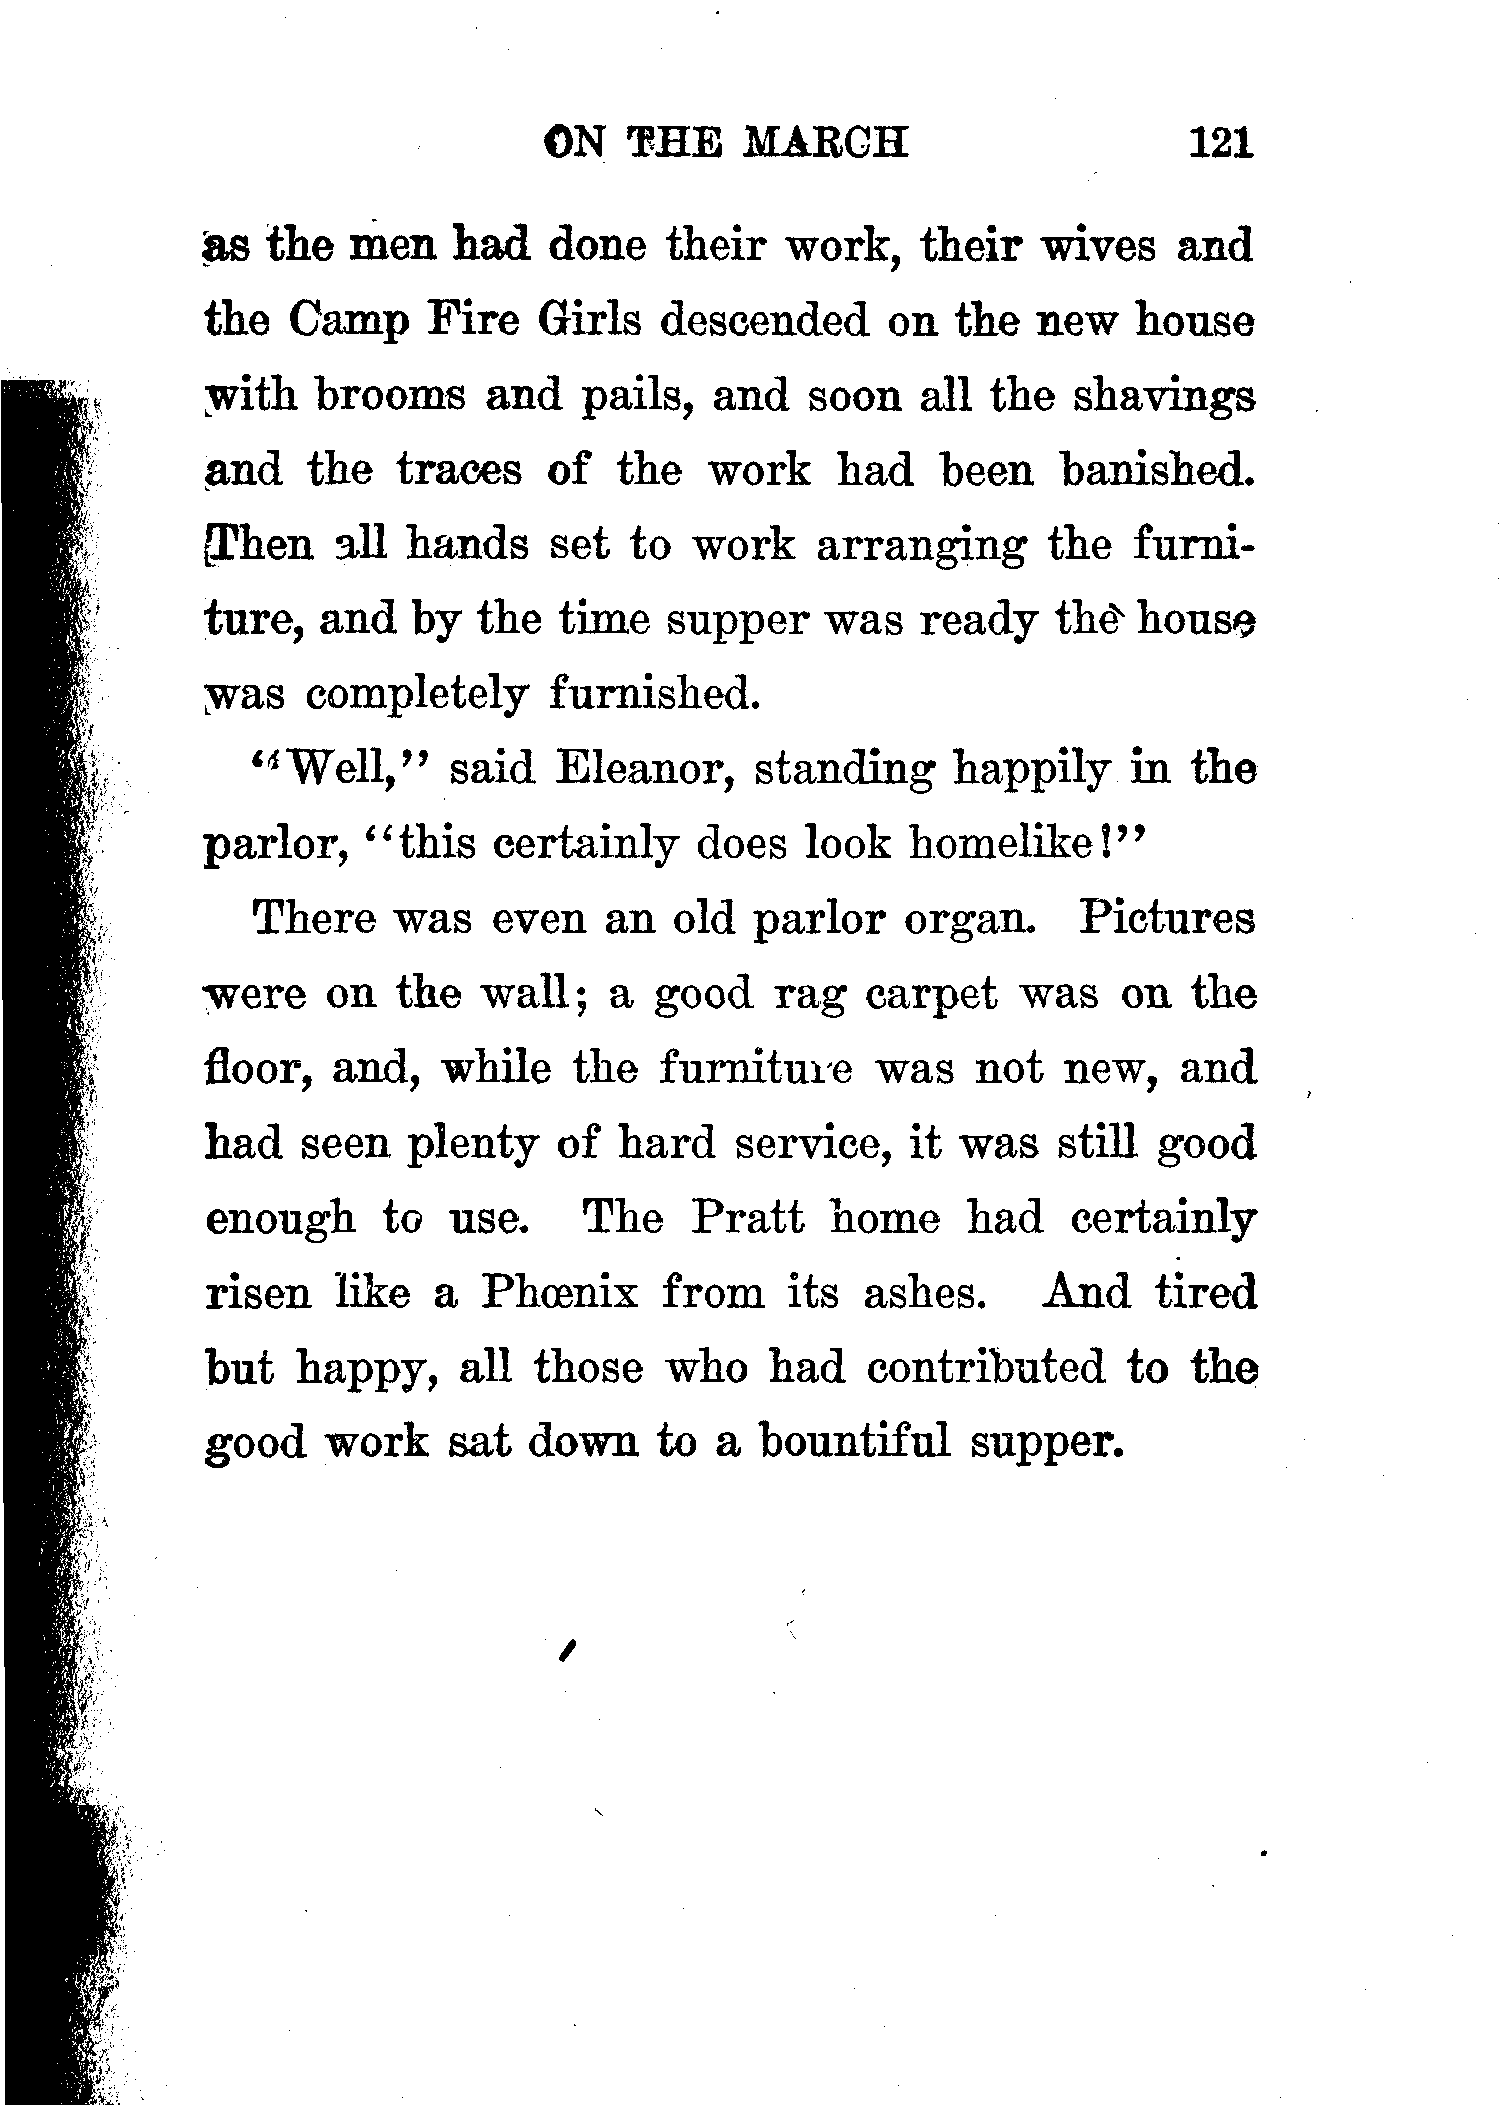 ON THE MARCH 121
as the men had done their work, their wives and
the Camp Fire Girls descended on the new house
with brooms and pails, and soon all the shavings
and the traces of the work had been banished.
Then all hands set to work arranging the furni-
ture, and by the time supper was ready the house
was completely furnished.
“Well,” said Eleanor, standing happily in the
parlor, “this certainly does look homelike!”
There was even an old parlor organ. Pictures
were on the wall; a good rag carpet was on the
floor, and, while the furniture was not new, and
had seen plenty of hard service, it was still good
enough to use. The Pratt home had certainly
risen like a Phœnix from its ashes. And tired
but happy, all those who had contributed to the
good work sat down to a bountiful supper.